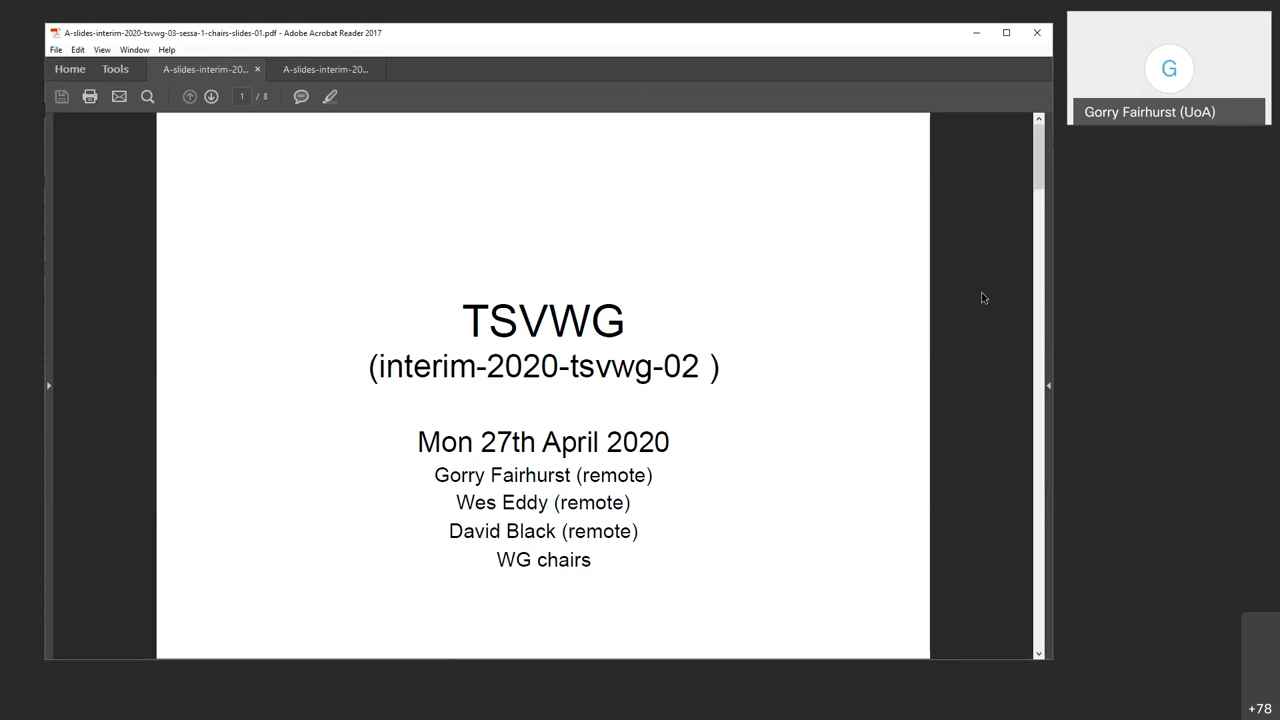 A-slides-interim-2020-tsvwg-03-sessa-1-chairs-slides-01.pdf - Adobe Acrobat Reader 2017
File Edit View Window Help
Home Tools A-slides-interim-20... × A-slides-interim-20...
1 / 8
TSVWG
(interim-2020-tsvwg-02 )
Mon 27th April 2020
Gorry Fairhurst (remote)
Wes Eddy (remote)
David Black (remote)
WG chairs
G
Gorry Fairhurst (UoA)
+78